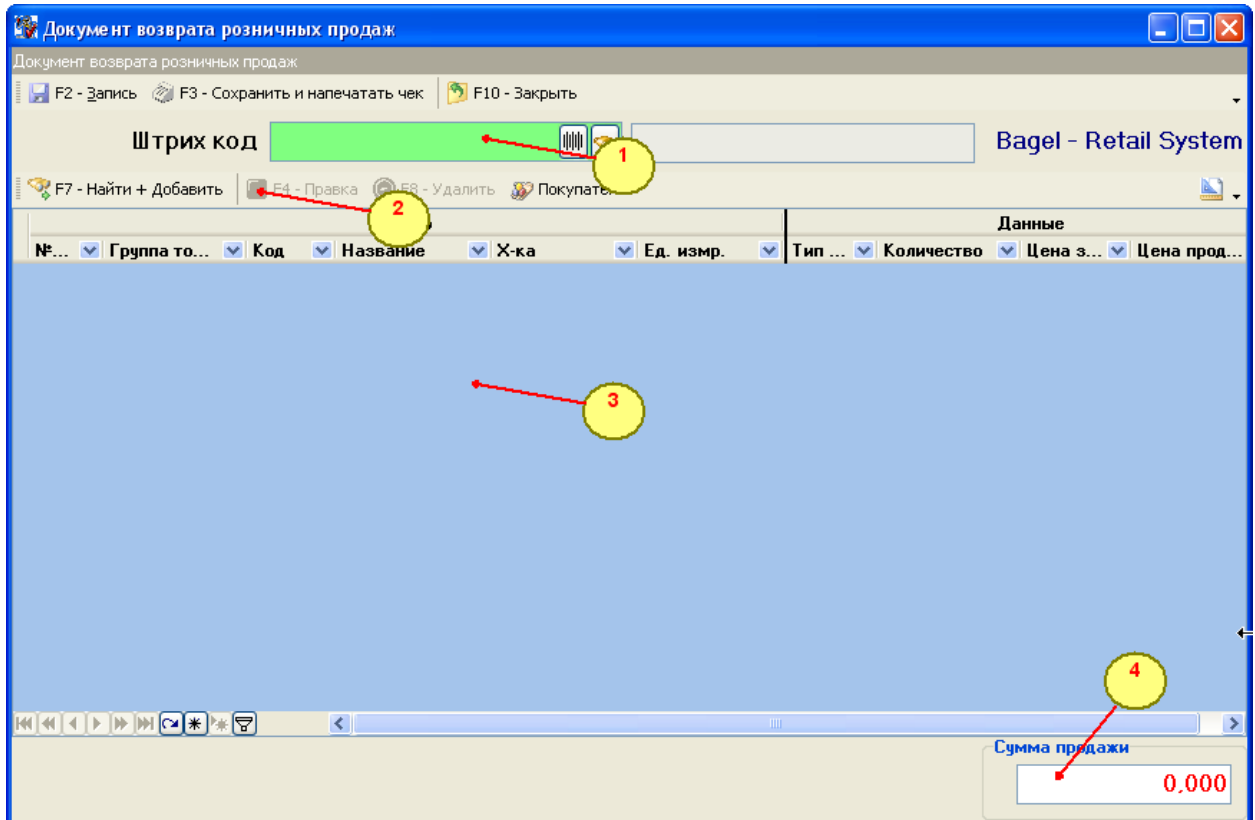 Документ возврата розничных продаж
Документ возврата розничных продаж
F2 - Запись F3 - Сохранить и напечатать чек F10 - Закрыть
Штрих код 1 Bagel - Retail System
F7 - Найти + Добавить F4 - Правка F8 - Удалить
2
Данные
№... Группа то... Код Название Х-ка Ед. измр. Тип ... Количество Цена з... Цена прод...
3
4
Сумма продажи
0,000